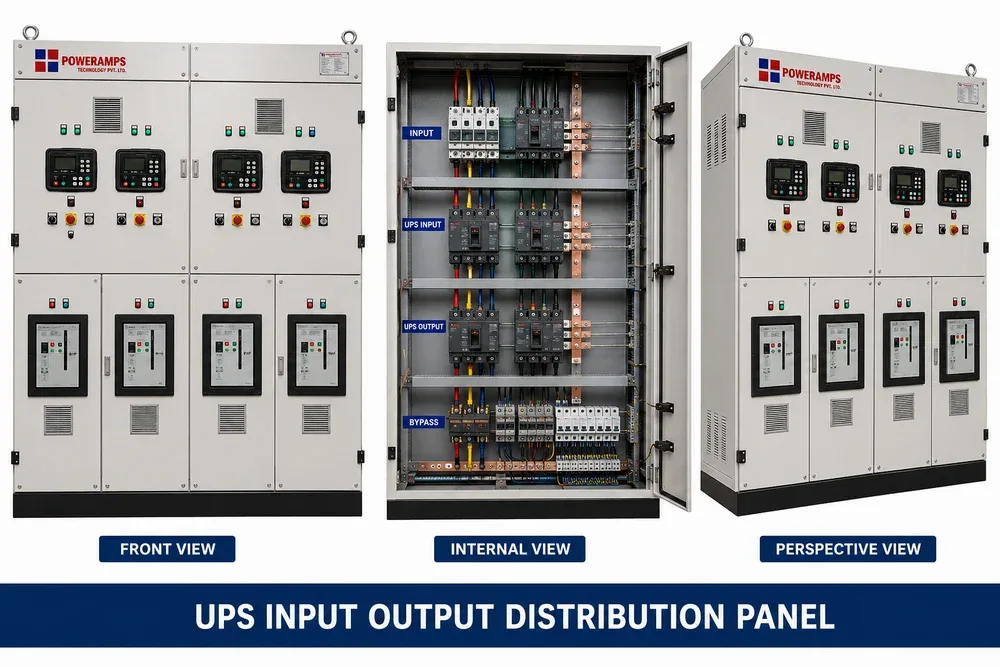 POWERAMPS
TECHNOLOGY PVT. LTD.
INPUT
UPS INPUT
UPS OUTPUT
BYPASS
POWERAMPS
TECHNOLOGY PVT. LTD.
FRONT VIEW
INTERNAL VIEW
PERSPECTIVE VIEW
UPS INPUT OUTPUT DISTRIBUTION PANEL